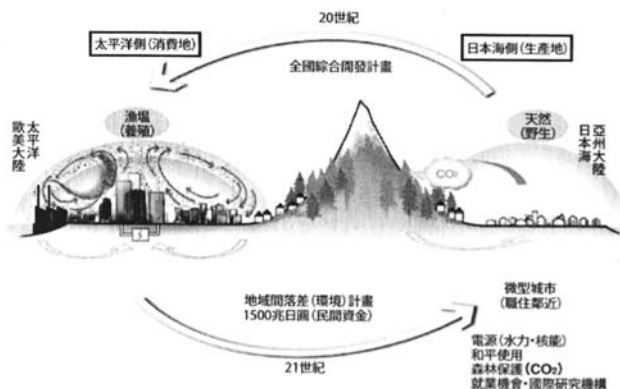 20世紀
太平洋側(消費地)
日本海側(生產地)
全國綜合開發計畫
漁塩
(養殖)
天然
(野生)
太平洋
歐美大陸
亞州大陸
日本海
CO₂
地域間落差(環境)計畫
1500兆日圓(民間資金)
21世紀
微型城市
(職住鄰近)
電源(水力・核能)
和平使用
森林保護(CO₂)
就業機會・國際研究機構